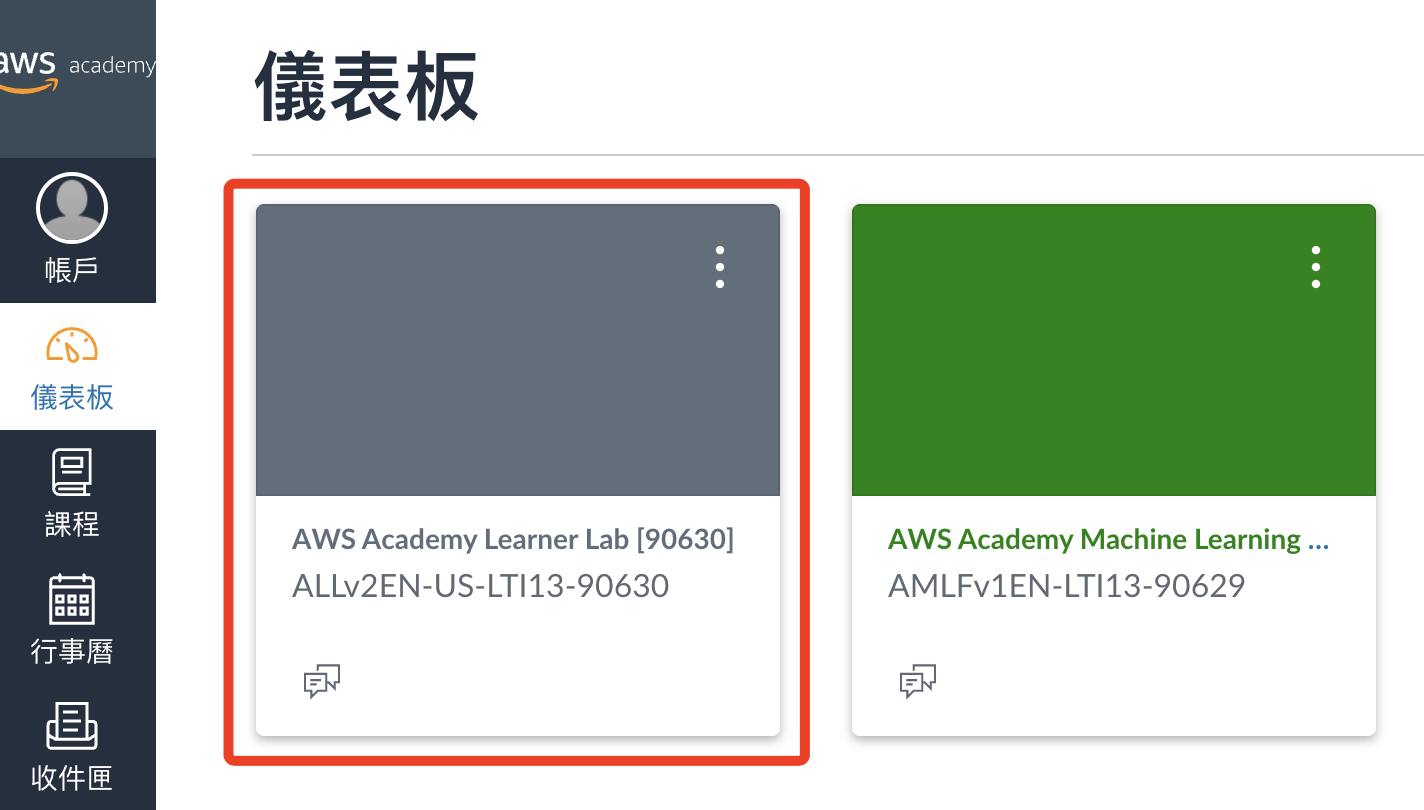 aws academy
帳戶
儀表板
課程
行事曆
收件匣
儀表板
AWS Academy Learner Lab [90630]
ALLv2EN-US-LTI13-90630
AWS Academy Machine Learning ...
AMLFv1EN-LTI13-90629